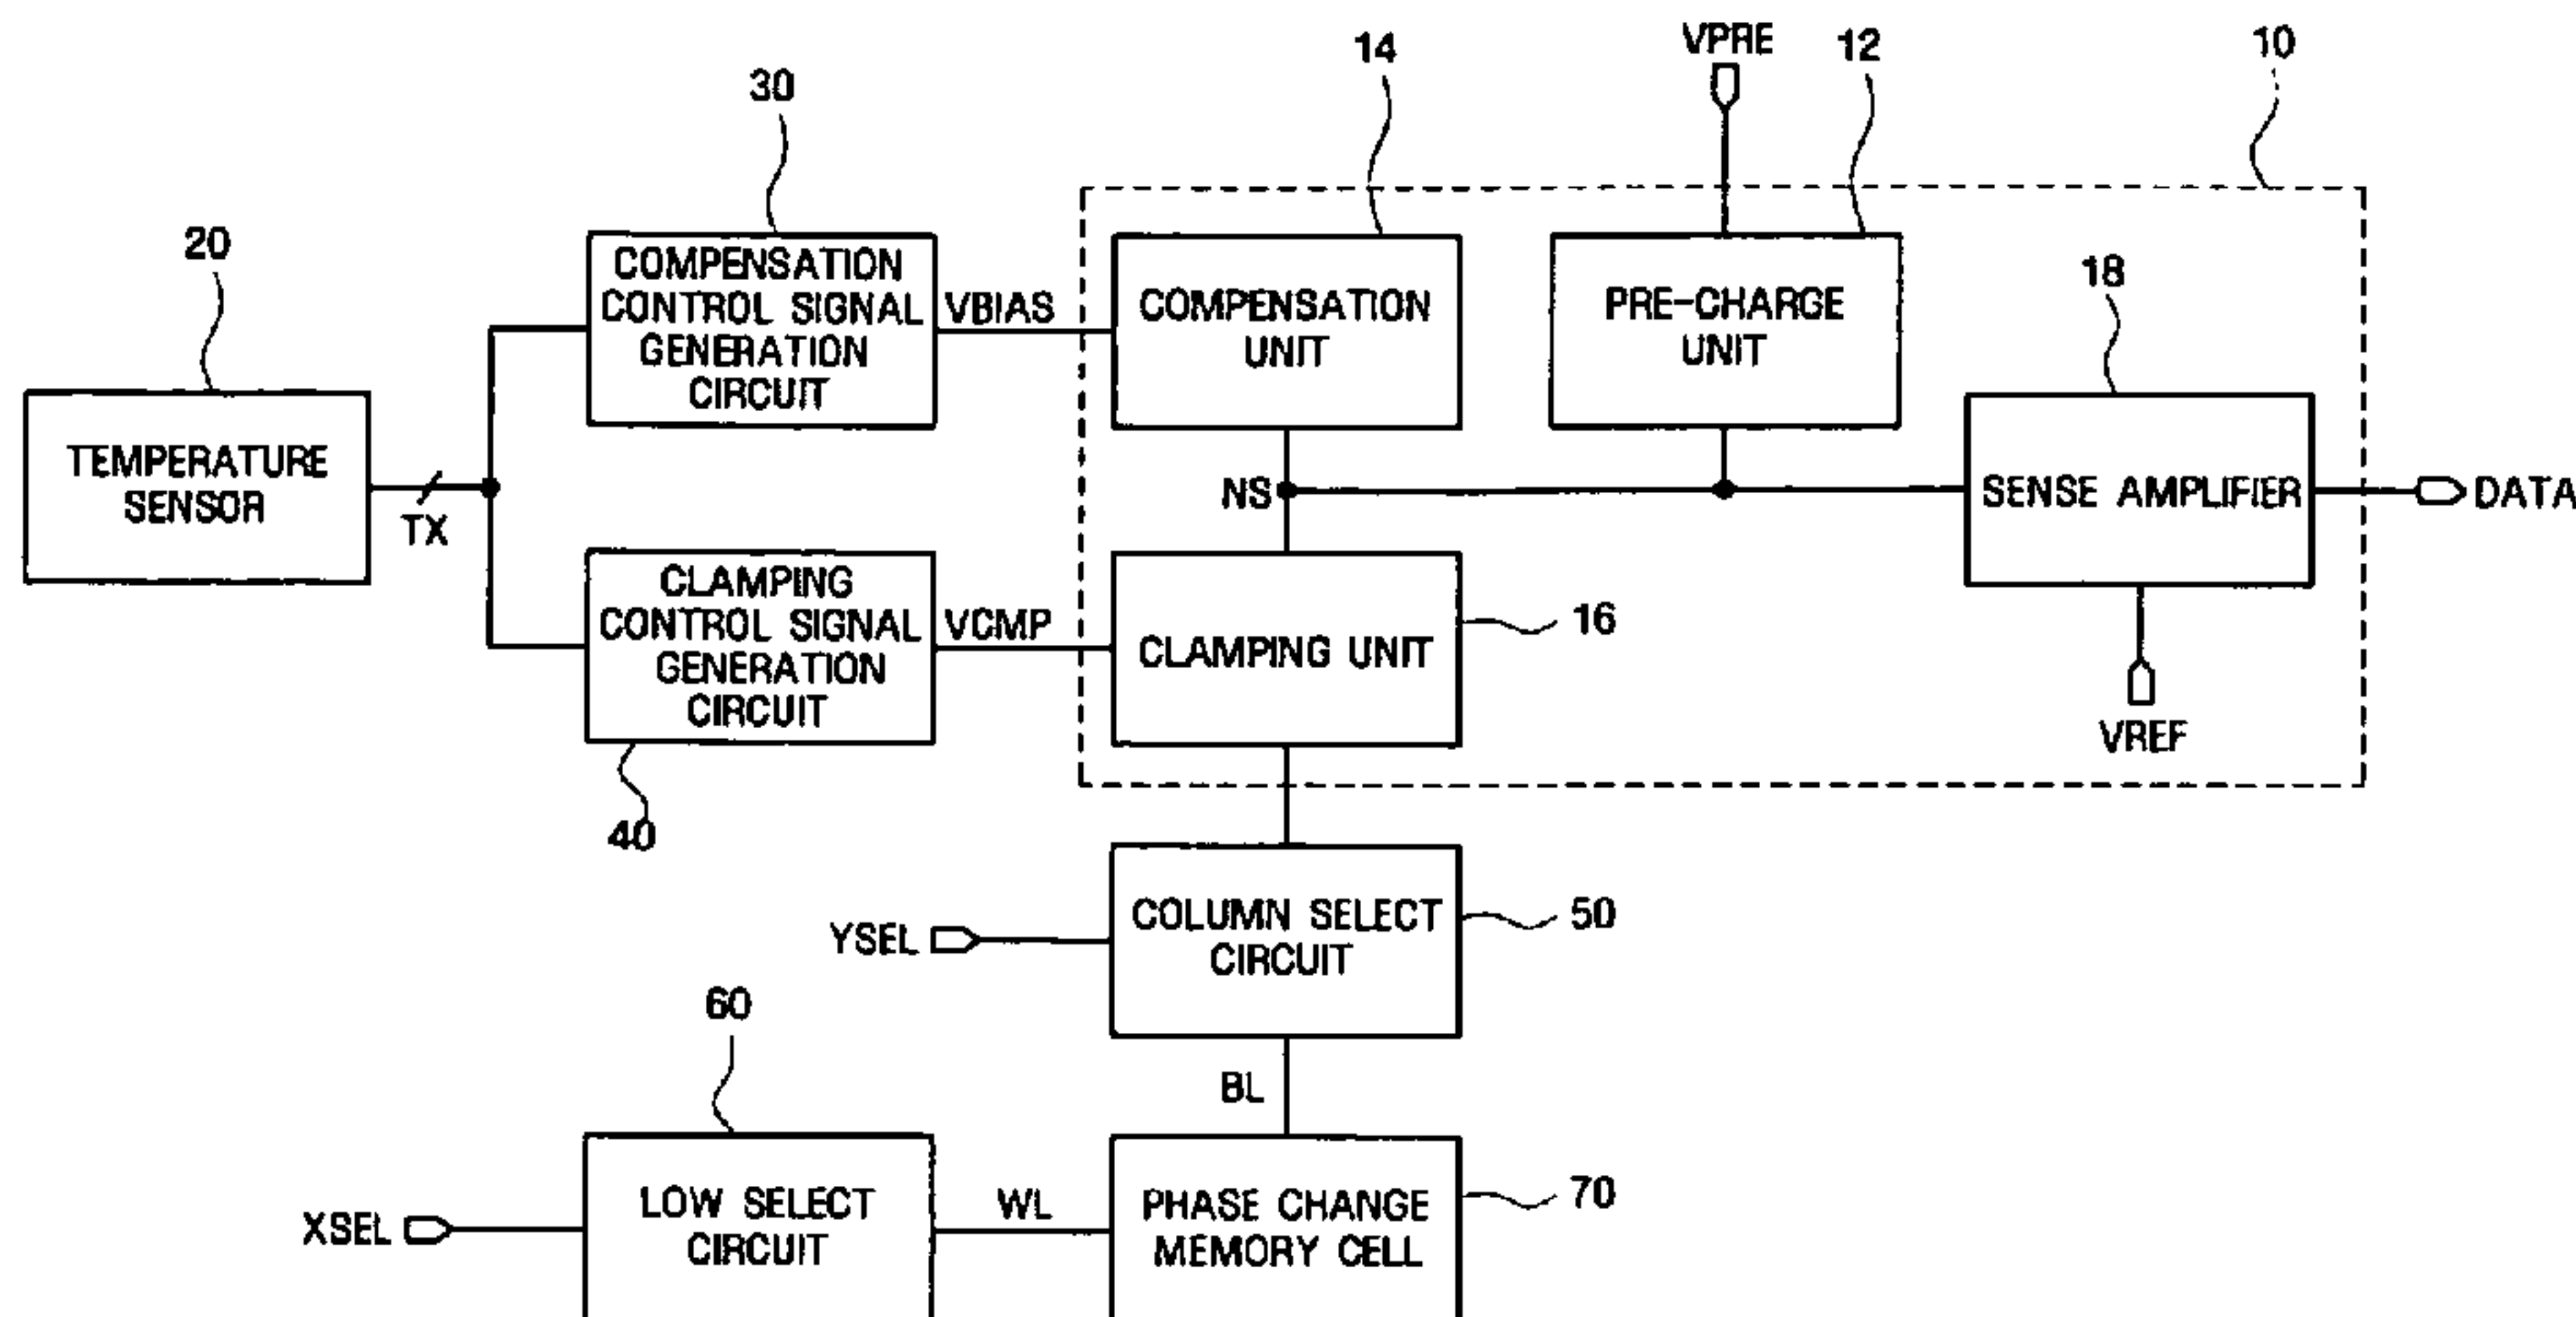 VPRE
14
12
10
30
20
COMPENSATION
CONTROL SIGNAL
GENERATION
CIRCUIT
VBIAS
COMPENSATION
UNIT
PRE-CHARGE
UNIT
18
TEMPERATURE
SENSOR
TX
NS
SENSE AMPLIFIER
DATA
CLAMPING
CONTROL SIGNAL
GENERATION
CIRCUIT
VCMP
CLAMPING UNIT
16
VREF
40
YSEL
COLUMN SELECT
CIRCUIT
50
60
BL
XSEL
LOW SELECT
CIRCUIT
WL
PHASE CHANGE
MEMORY CELL
70